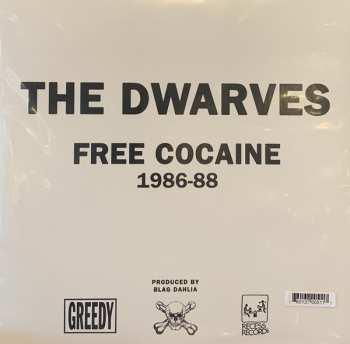 THE DWARVES
FREE COCAINE
1986-88
PRODUCED BY
BLAG DAHLIA
GREEDY
RECESS
RECORDS